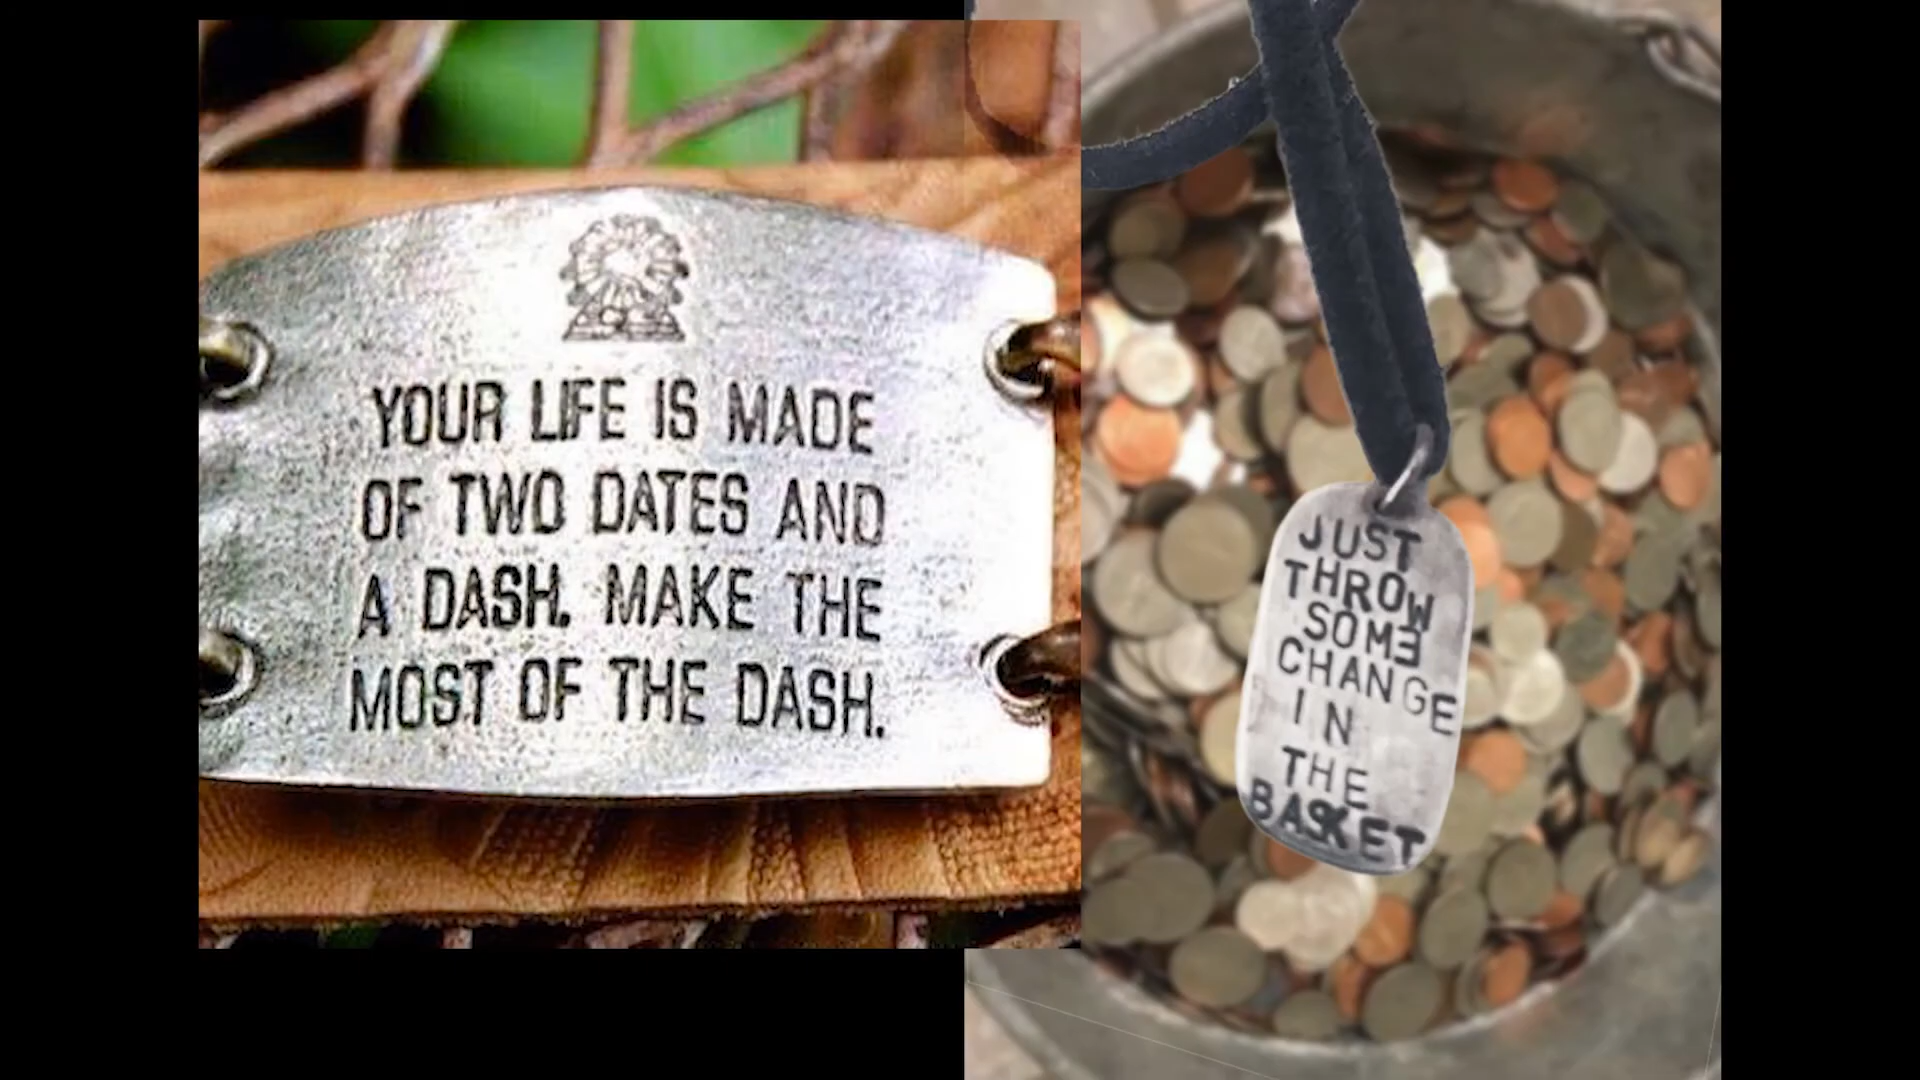 YOUR LIFE IS MADE
OF TWO DATES AND
A DASH. MAKE THE
MOST OF THE DASH.
JUST
THROW
SOME
CHANGE
IN
THE
BASKET